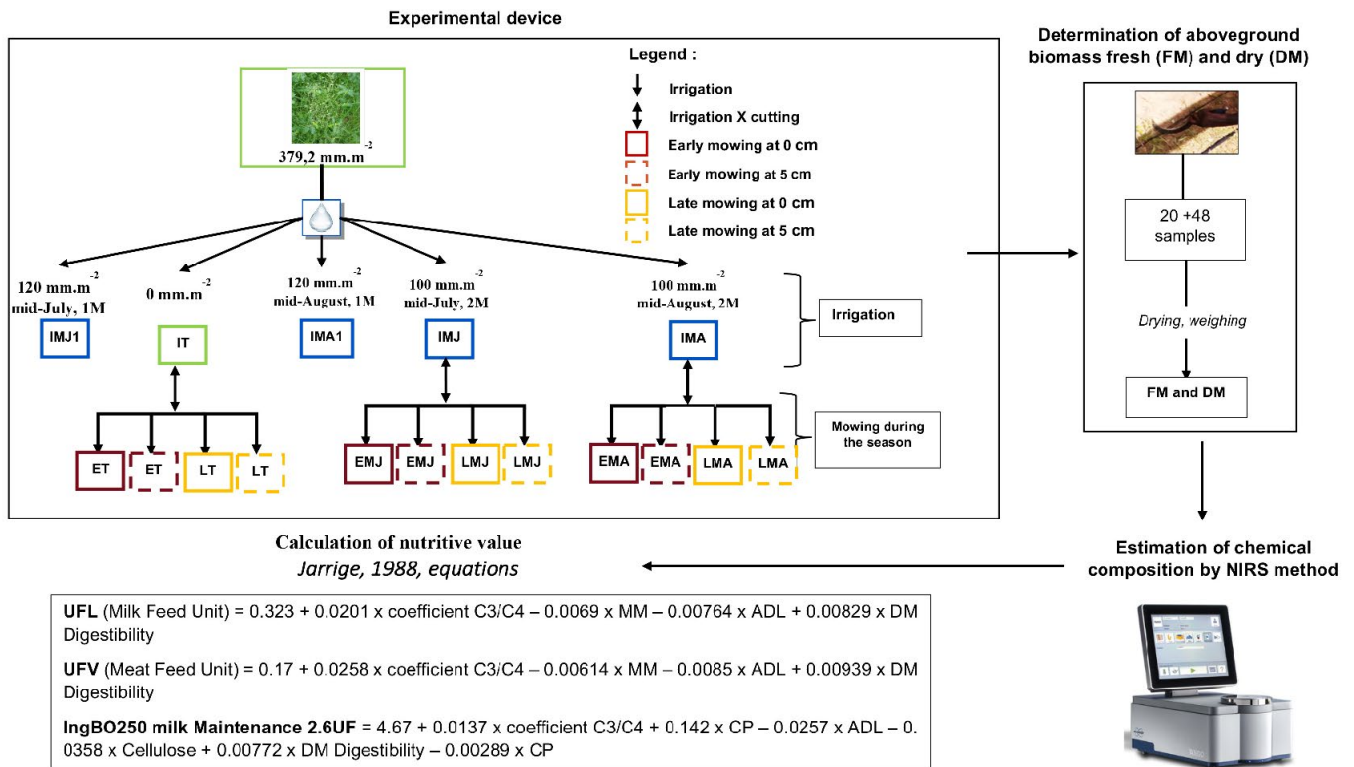 Experimental device
Legend :
Irrigation
Irrigation X cutting
Early mowing at 0 cm
Early mowing at 5 cm
Late mowing at 0 cm
Late mowing at 5 cm
379,2 mm.m-2
120 mm.m-2
mid-July, 1M
0 mm.m-2
120 mm.m-2
mid-August, 1M
100 mm.m-2
mid-July, 2M
100 mm.m-2
mid-August, 2M
IMJ1
IT
IMA1
IMJ
IMA
Irrigation
ET
ET
LT
LT
EMJ
EMJ
LMJ
LMJ
EMA
EMA
LMA
LMA
Mowing during
the season
Determination of aboveground
biomass fresh (FM) and dry (DM)
20 +48
samples
Drying, weighing
FM and DM
Estimation of chemical
composition by NIRS method
Calculation of nutritive value
Jarrige, 1988, equations
UFL (Milk Feed Unit) = 0.323 + 0.0201 x coefficient C3/C4 – 0.0069 x MM – 0.00764 x ADL + 0.00829 x DM
Digestibility
UFV (Meat Feed Unit) = 0.17 + 0.0258 x coefficient C3/C4 – 0.00614 x MM – 0.0085 x ADL + 0.00939 x DM
Digestibility
IngBO250 milk Maintenance 2.6UF = 4.67 + 0.0137 x coefficient C3/C4 + 0.142 x CP – 0.0257 x ADL – 0.
0358 x Cellulose + 0.00772 x DM Digestibility – 0.00289 x CP